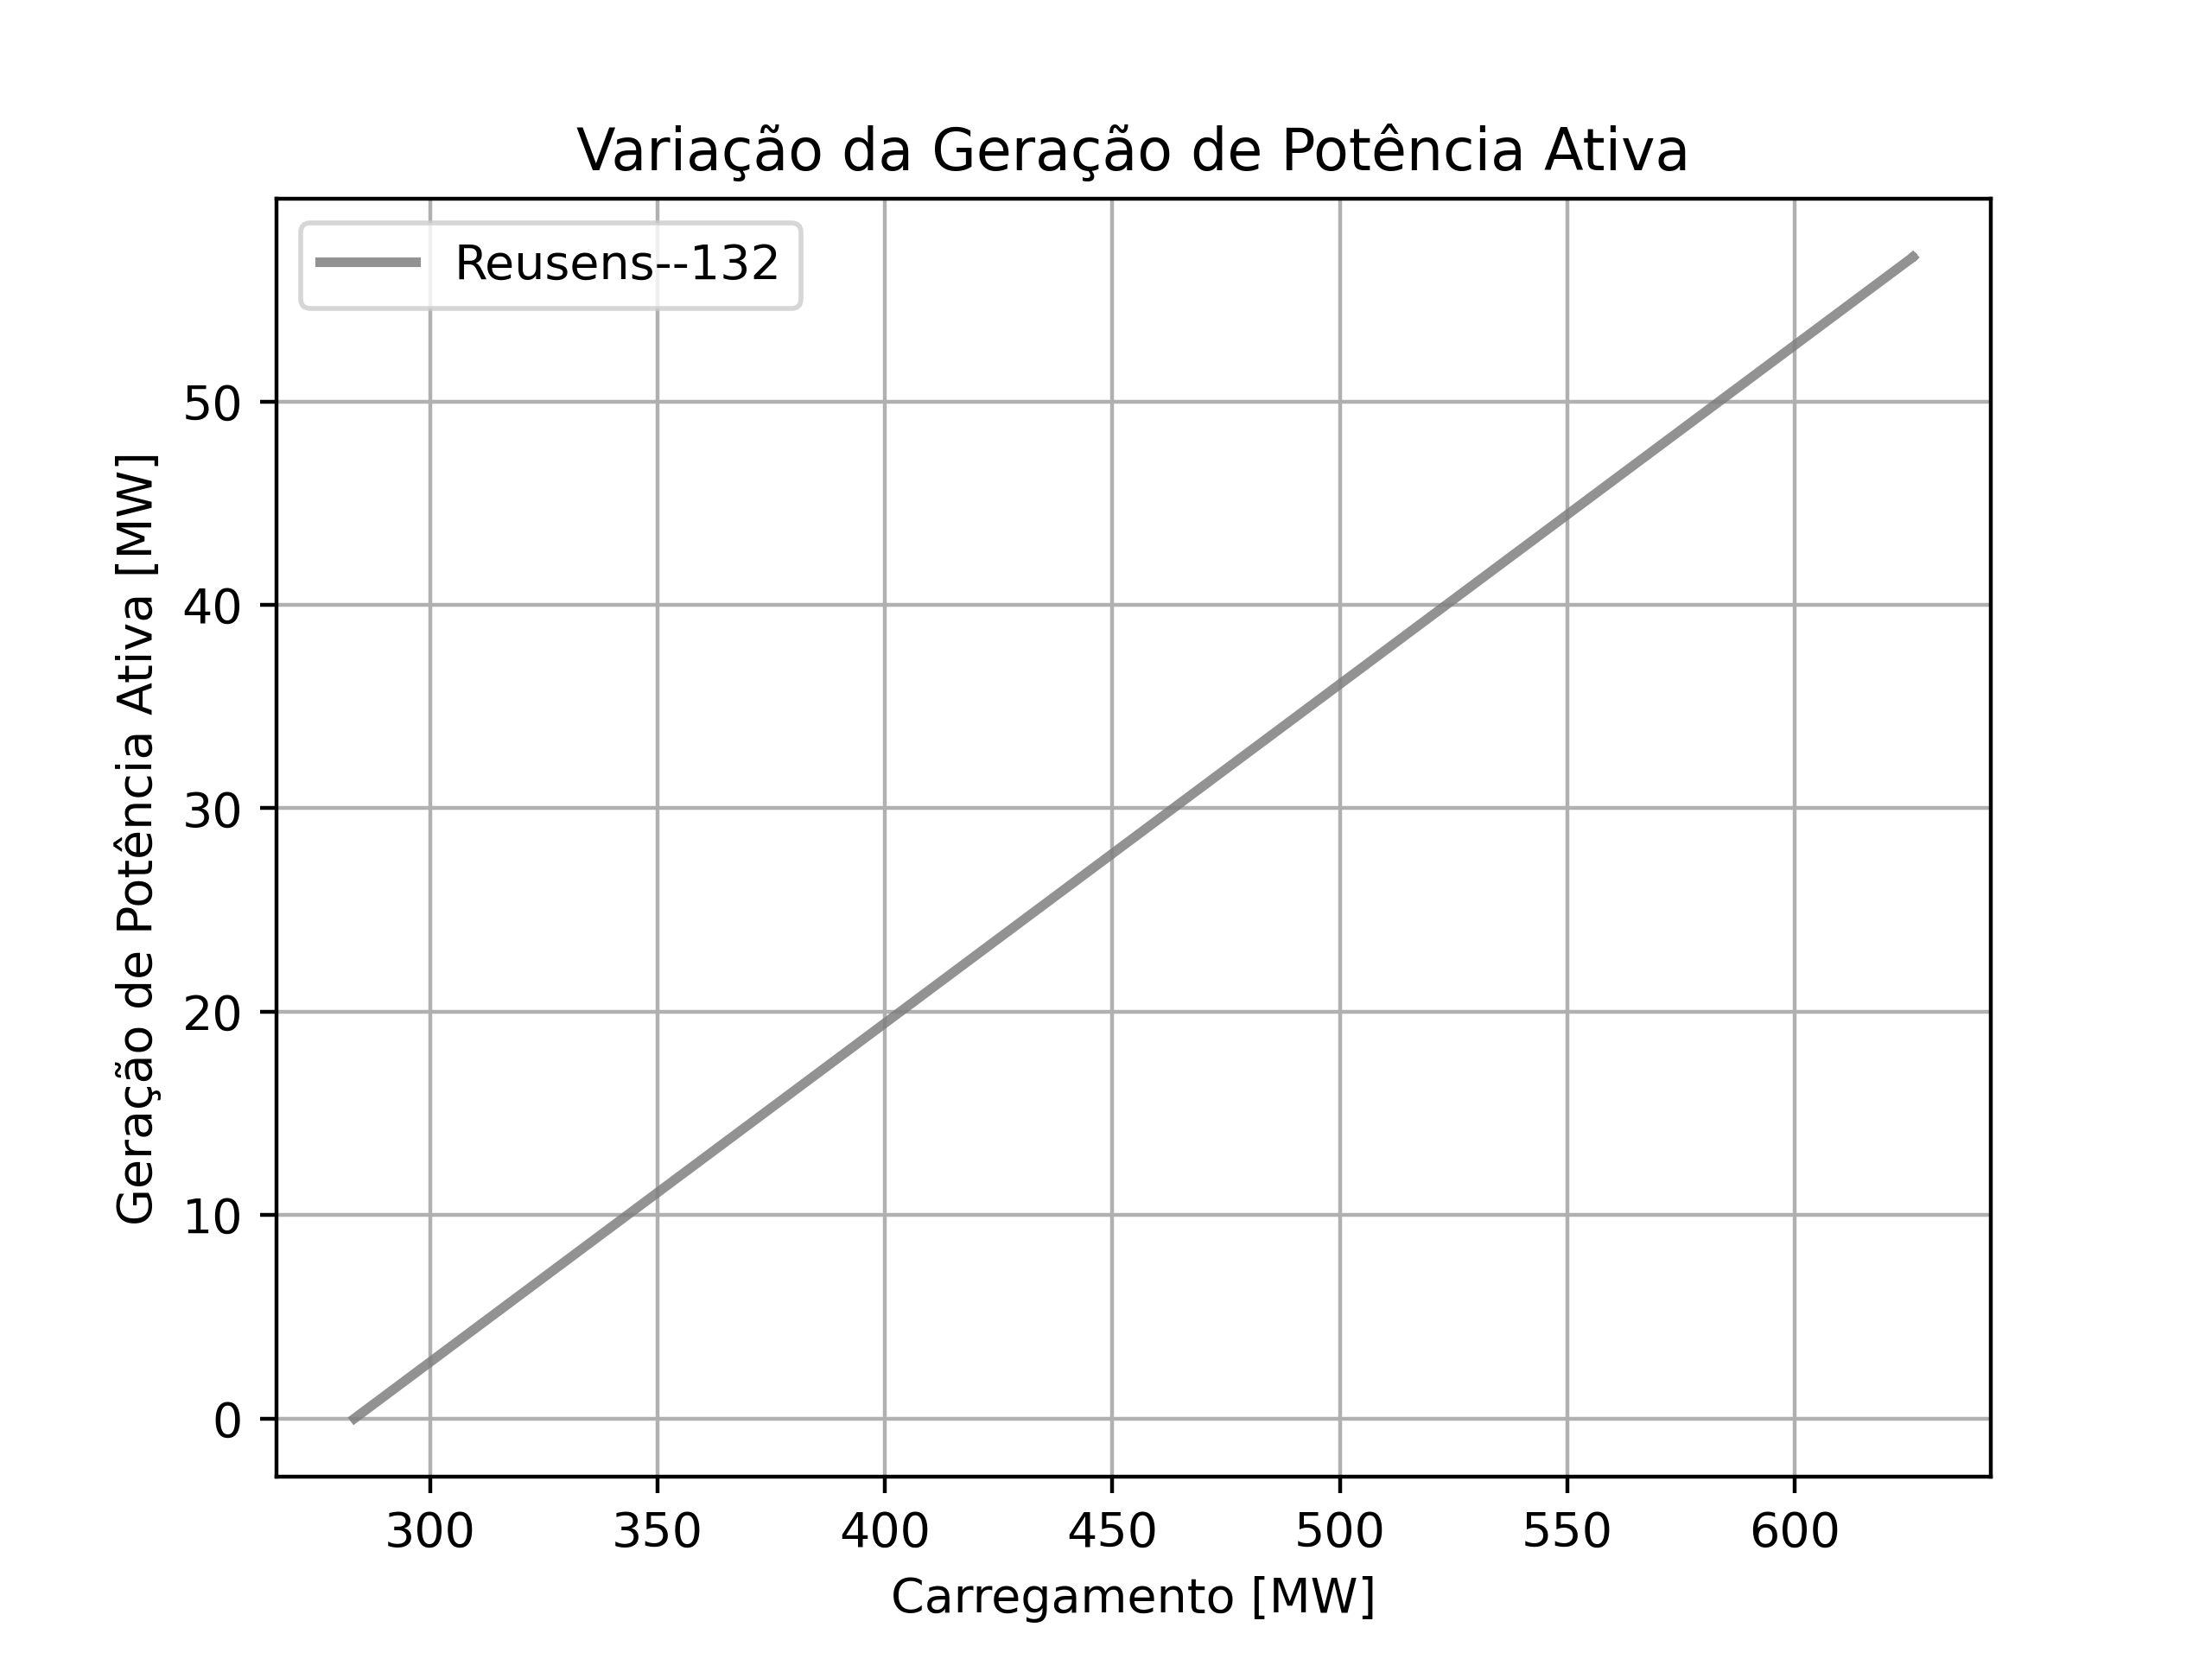 Variação da Geração de Potência Ativa
Reusens--132
Geração de Potência Ativa [MW]
50
40
30
20
10
0
300 350 400 450 500 550 600
Carregamento [MW]